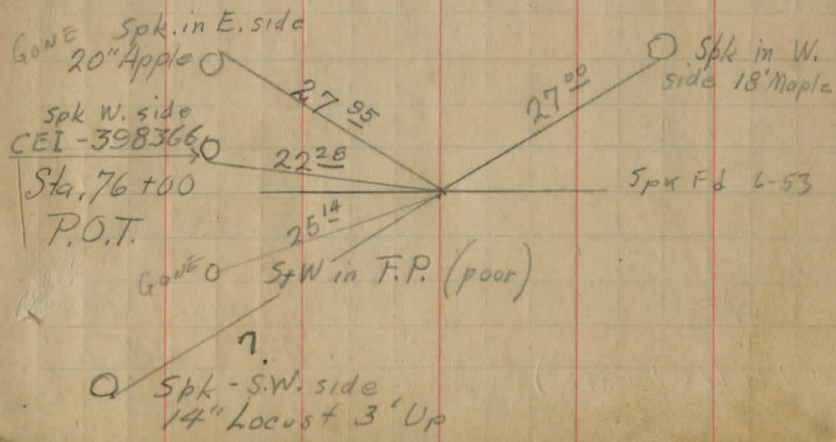 GONE Spk. in E. side
20" Apple
27 95
27 00
Spk in W.
side 18' Maple
spk W. side
CEI - 398366
22 28
Sta. 76 +00
P.O.T.
Spk Fd 6-53
25 14
GONE
S+W in F.P. (poor)
?.
Spk - S.W. side
14" Locust 3' Up